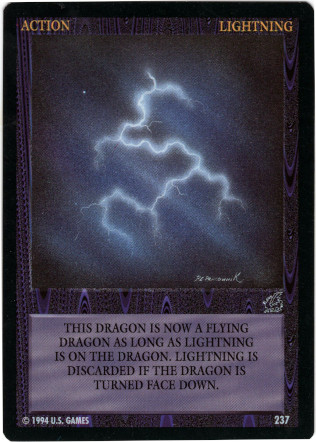 ACTION LIGHTNING
THIS DRAGON IS NOW A FLYING
DRAGON AS LONG AS LIGHTNING
IS ON THE DRAGON. LIGHTNING IS
DISCARDED IF THE DRAGON IS
TURNED FACE DOWN.
© 1994 U.S. GAMES 237